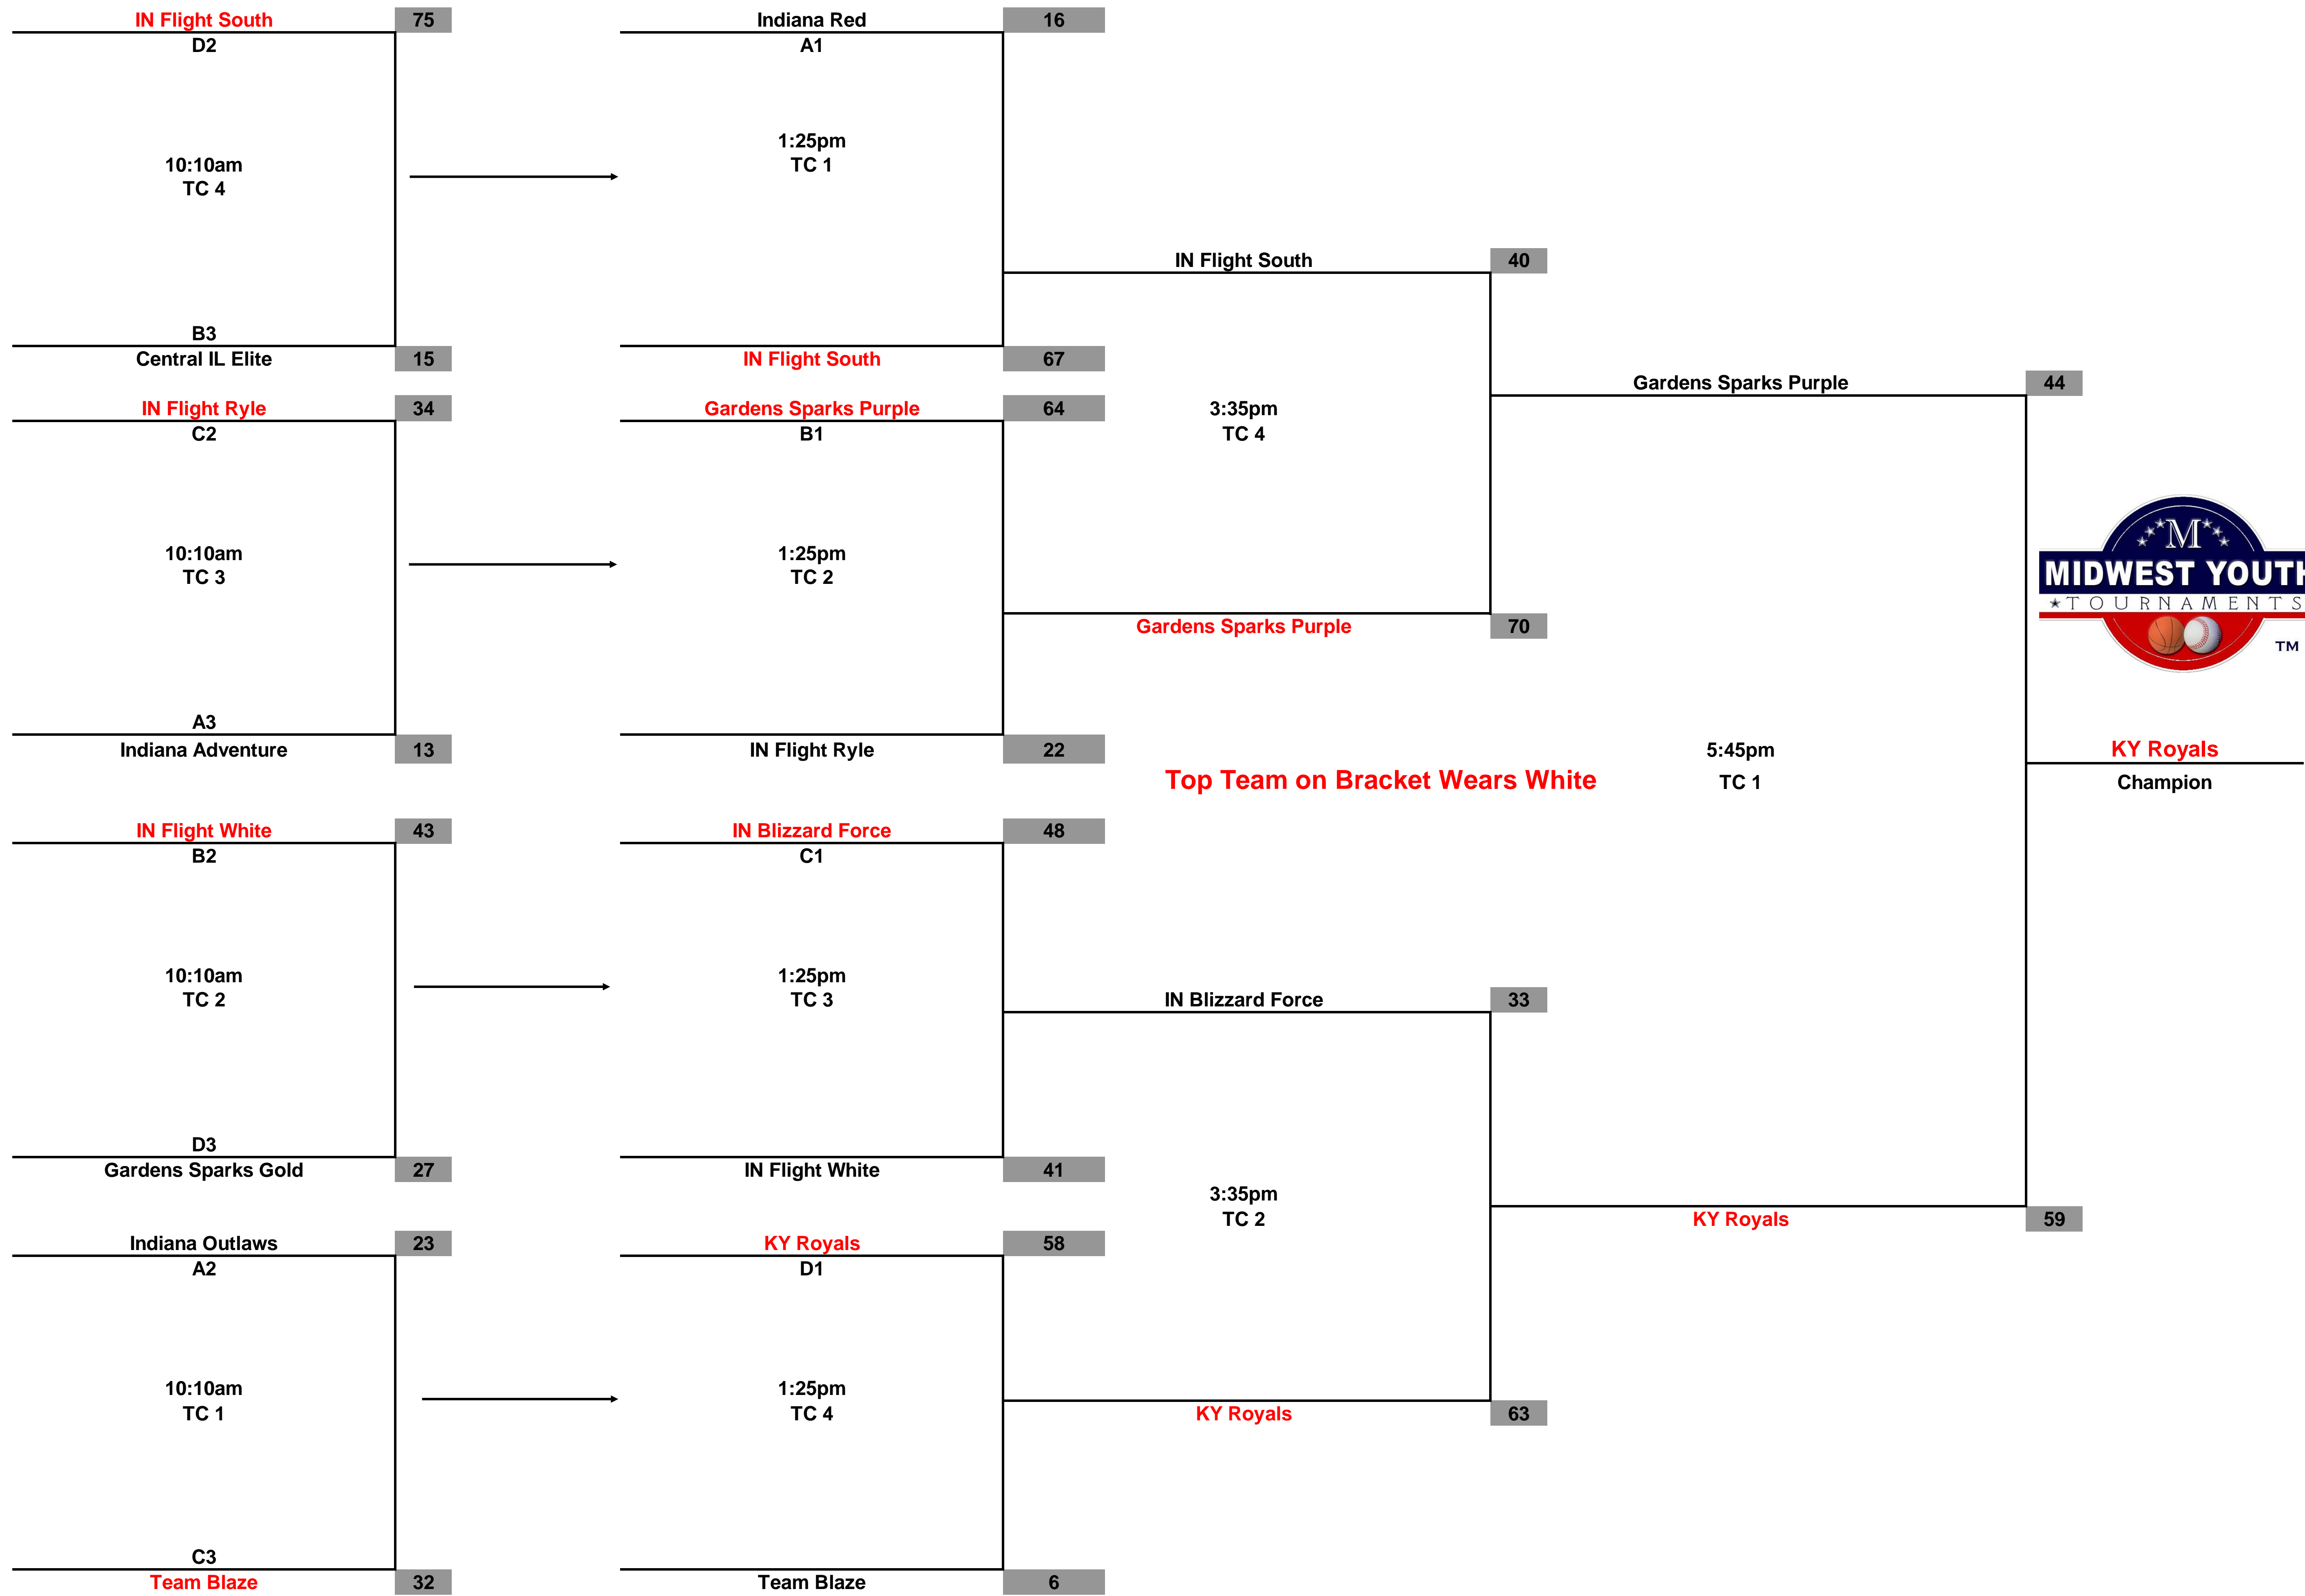 IN Flight South 75
D2
10:10am
TC 4
B3
Central IL Elite 15
IN Flight Ryle 34
C2
10:10am
TC 3
A3
Indiana Adventure 13
IN Flight White 43
B2
10:10am
TC 2
D3
Gardens Sparks Gold 27
Indiana Outlaws 23
A2
10:10am
TC 1
C3
Team Blaze 32
Indiana Red 16
A1
1:25pm
TC 1
IN Flight South 67
Gardens Sparks Purple 64
B1
1:25pm
TC 2
IN Flight Ryle 22
IN Blizzard Force 48
C1
1:25pm
TC 3
IN Flight White 41
KY Royals 58
D1
1:25pm
TC 4
Team Blaze 6
IN Flight South 40
3:35pm
TC 4
Gardens Sparks Purple 70
Top Team on Bracket Wears White
IN Blizzard Force 33
3:35pm
TC 2
KY Royals 63
Gardens Sparks Purple 44
5:45pm
TC 1
KY Royals 59
M
MIDWEST YOUTH
TOURNAMENTS
TM
KY Royals
Champion